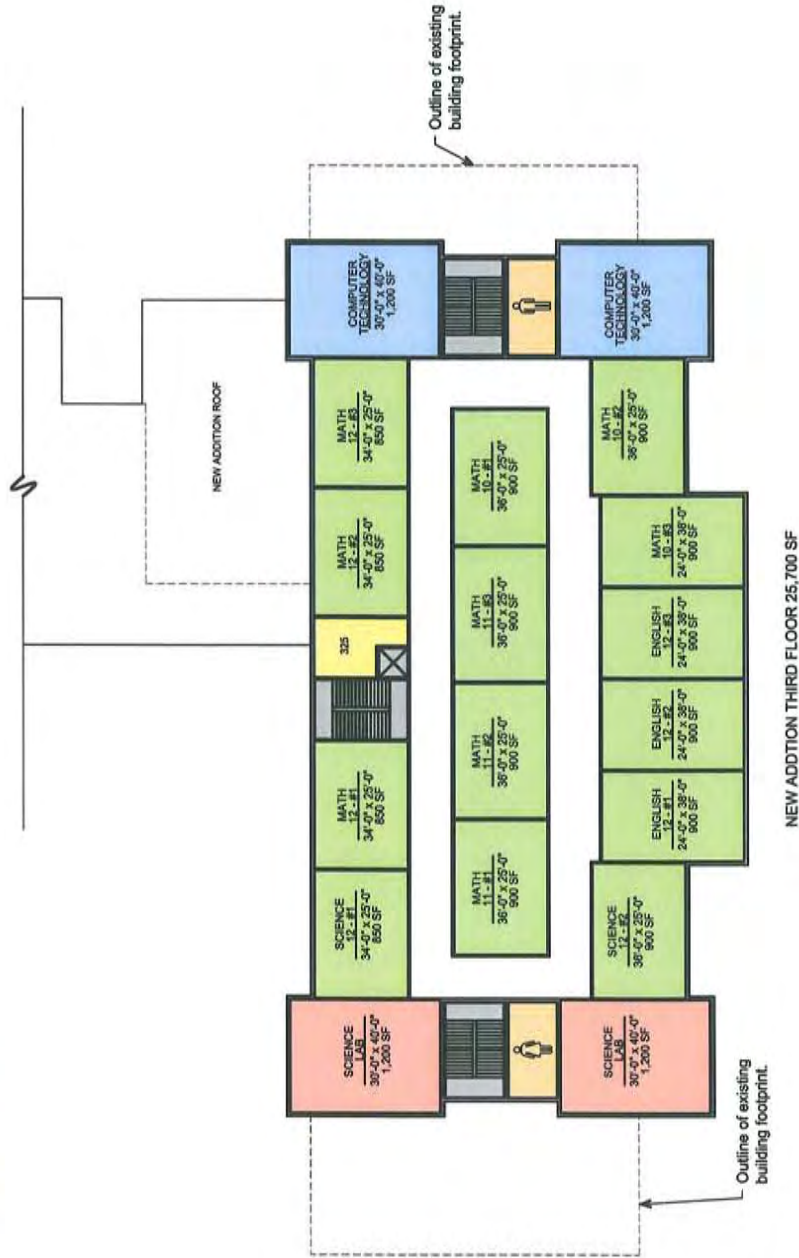 Outline of existing
building footprint.
NEW ADDITION ROOF
COMPUTER
TECHNOLOGY
30'-0" x 40'-0"
1,200 SF
COMPUTER
TECHNOLOGY
30'-0" x 40'-0"
1,200 SF
MATH
12 - #3
34'-0" x 25'-0"
850 SF
MATH
12 - #2
34'-0" x 25'-0"
850 SF
325
MATH
12 - #1
34'-0" x 25'-0"
850 SF
SCIENCE
12 - #1
34'-0" x 25'-0"
850 SF
MATH
10 - #1
36'-0" x 25'-0"
900 SF
MATH
11 - #3
36'-0" x 25'-0"
900 SF
MATH
11 - #2
36'-0" x 25'-0"
900 SF
MATH
11 - #1
36'-0" x 25'-0"
900 SF
MATH
10 - #2
36'-0" x 25'-0"
900 SF
MATH
10 - #3
24'-0" x 38'-0"
900 SF
ENGLISH
12 - #3
24'-0" x 38'-0"
900 SF
ENGLISH
12 - #2
24'-0" x 38'-0"
900 SF
ENGLISH
12 - #1
24'-0" x 38'-0"
900 SF
SCIENCE
12 - #2
36'-0" x 25'-0"
900 SF
SCIENCE
LAB
30'-0" x 40'-0"
1,200 SF
SCIENCE
LAB
30'-0" x 40'-0"
1,200 SF
Outline of existing
building footprint.
NEW ADDTION THIRD FLOOR 25,700 SF